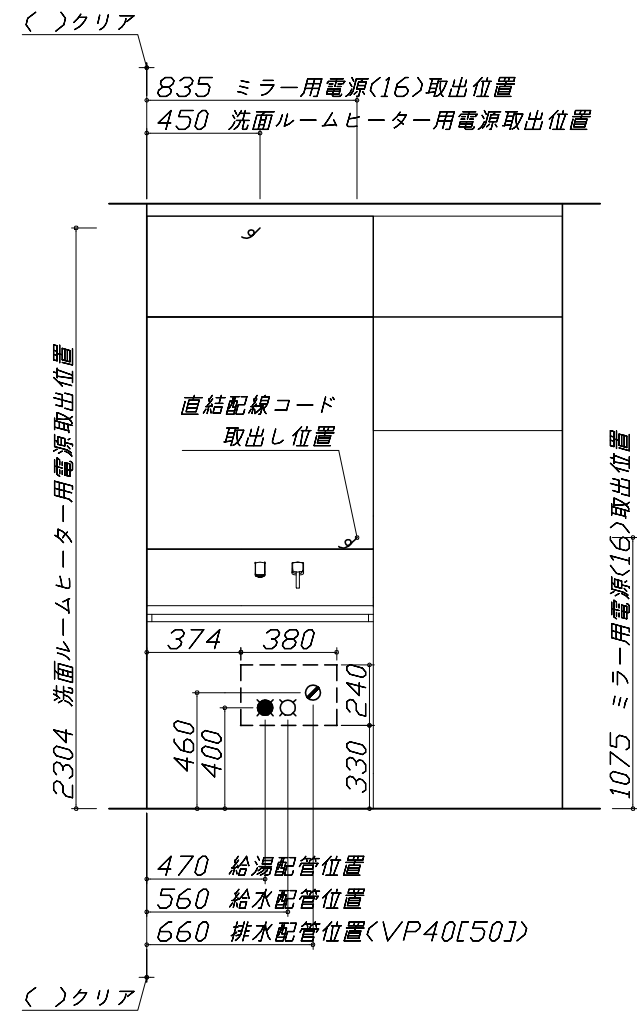 ( )クリア
835 ミラー用電源(16)取出位置
450 洗面ルームヒーター用電源取出位置
2304 洗面ルームヒーター用電源取出位置
直結配線コード
取出し位置
1075 ミラー用電源(16)取出位置
374
380
240
460
400
330
470 給湯配管位置
560 給水配管位置
660 排水配管位置(VP40[50])
( )クリア